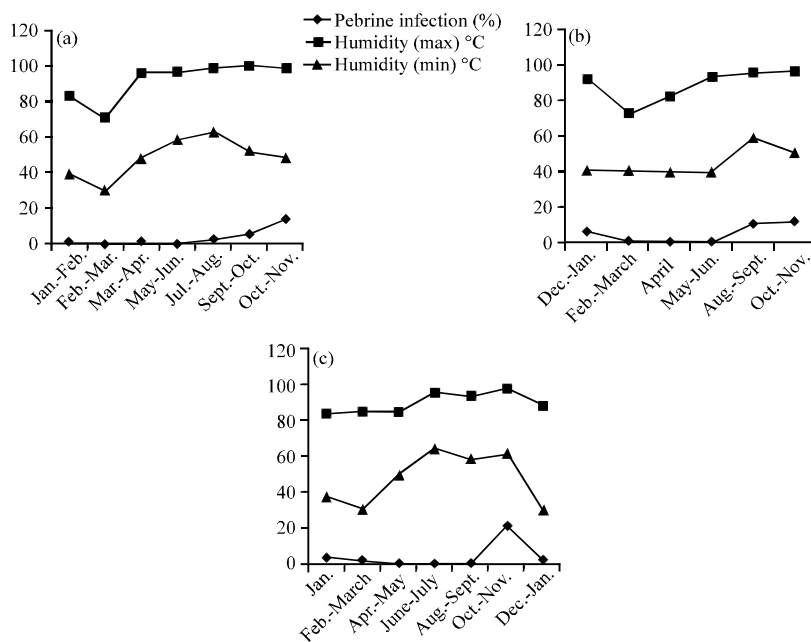 Pebrine infection (%)
Humidity (max) °C
Humidity (min) °C
(a)
120
100
80
60
40
20
0
Jan.-Feb.
Feb.-Mar.
Mar.-Apr.
May-Jun.
Jul.-Aug.
Sept.-Oct.
Oct.-Nov.
(b)
120
100
80
60
40
20
0
Dec.-Jan.
Feb.-March
April
May-Jun.
Aug.-Sept.
Oct.-Nov.
(c)
120
100
80
60
40
20
0
Jan.
Feb.-March
Apr.-May
June-July
Aug.-Sept.
Oct.-Nov.
Dec.-Jan.